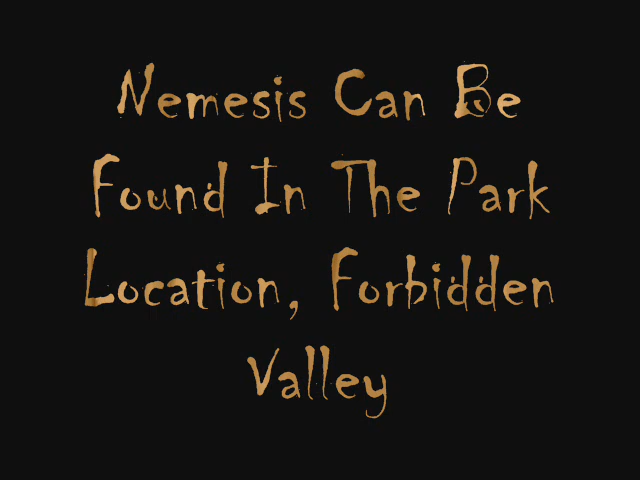 Nemesis Can Be
Found In The Park
Location, Forbidden
Valley